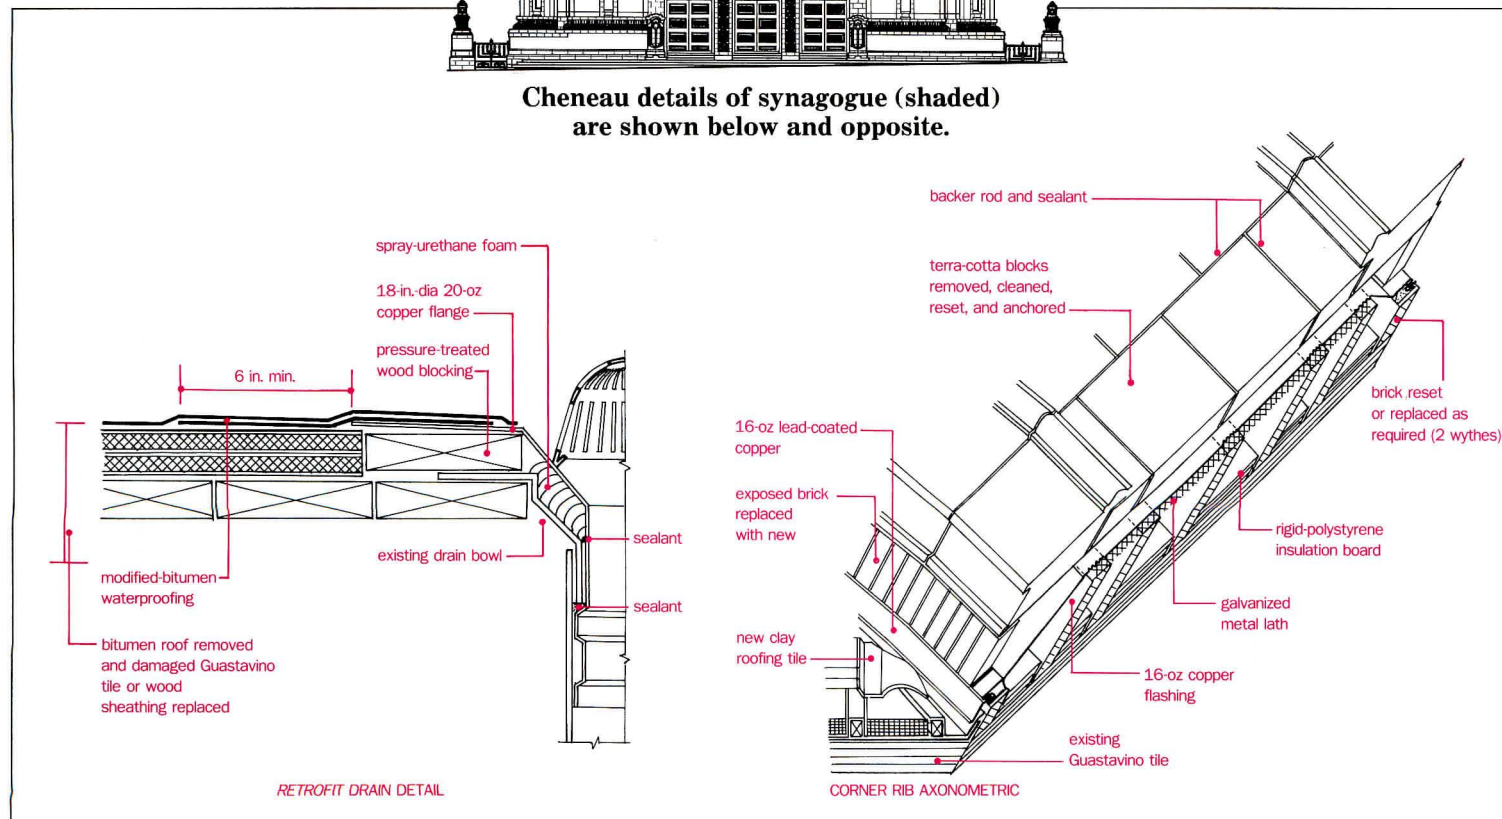 Cheneau details of synagogue (shaded)
are shown below and opposite.
spray-urethane foam
18-in.-dia 20-oz
copper flange
pressure-treated
wood blocking
6 in. min.
existing drain bowl
sealant
sealant
modified-bitumen
waterproofing
bitumen roof removed
and damaged Guastavino
tile or wood
sheathing replaced
RETROFIT DRAIN DETAIL
backer rod and sealant
terra-cotta blocks
removed, cleaned,
reset, and anchored
16-oz lead-coated
copper
exposed brick
replaced
with new
new clay
roofing tile
brick reset
or replaced as
required (2 wythes)
rigid-polystyrene
insulation board
galvanized
metal lath
16-oz copper
flashing
existing
Guastavino tile
CORNER RIB AXONOMETRIC